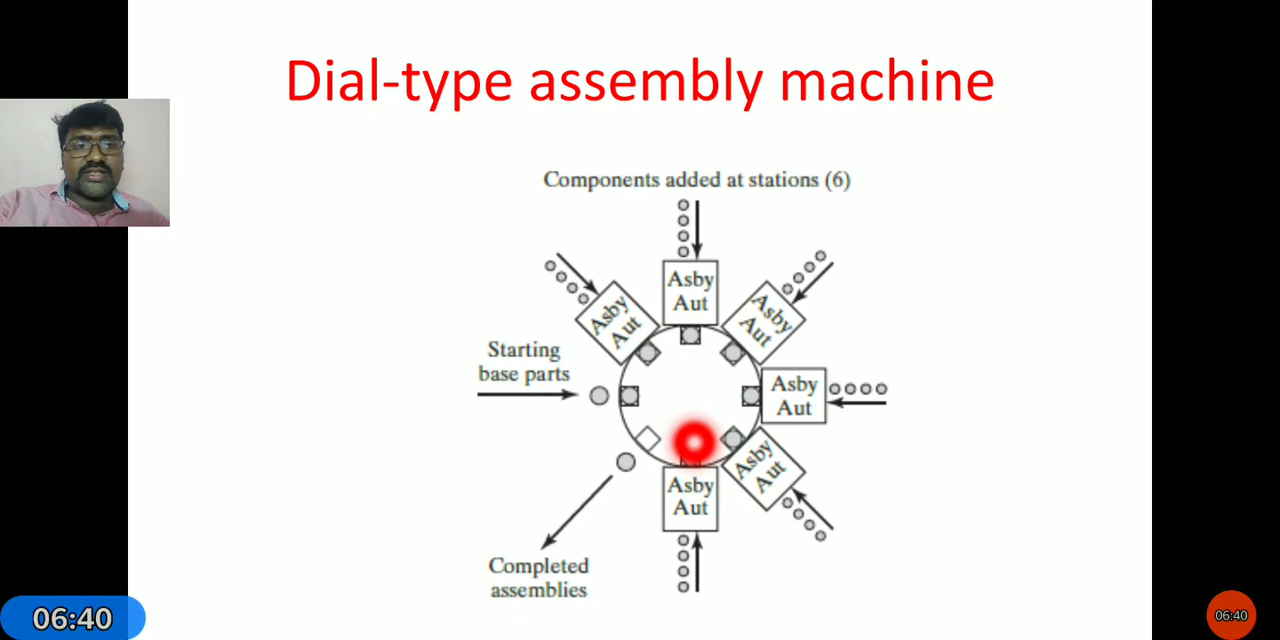 Dial-type assembly machine
Components added at stations (6)
Asby
Aut
Asby
Aut
Asby
Aut
Starting
base parts
Asby
Aut
Asby
Aut
Asby
Aut
Completed
assemblies
06:40
06:40